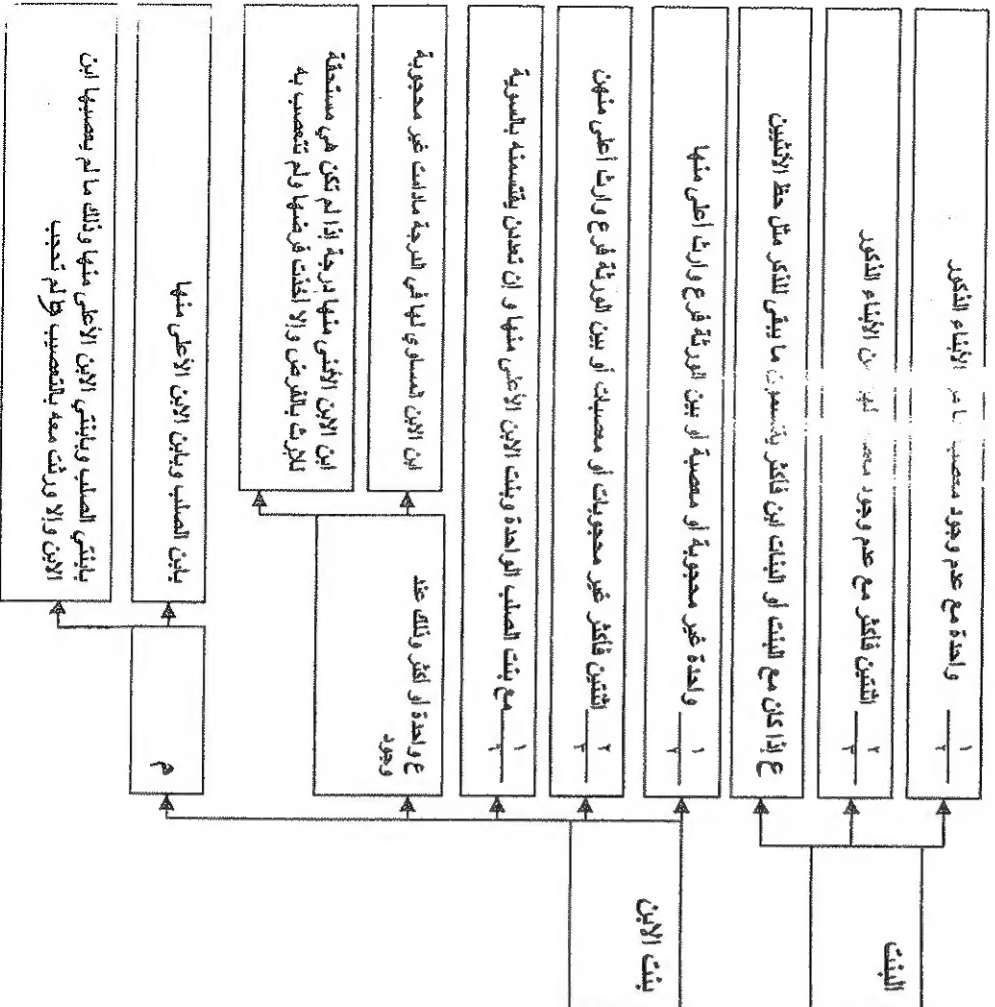 البنت
١
٢
واحدة مع عدم وجود معصب من الأبناء الذكور
٢
٣
اثنتين فأكثر مع عدم وجود لهن من الأبناء الذكور
ع إذا كان مع البنت أو البنات ابن فأكثر يقتسمون ما يبقى للذكر مثل حظ الأنثيين
بنت الابن
١
٢
واحدة غير محجوبة أو معصبة أو بين الورثة فرع وارث أعلى منها
٢
٣
اثنتين فأكثر غير محجوبات أو معصبات أو بين الورثة فرع وارث أعلى منهن
١
٦
مع بنت الصلب الواحدة وبنت الابن الأعلى منها و إن تعددن يقتسمنه بالسوية
ع واحدة أو أكثر وذلك عند
وجود
ابن الابن المساوي لها في الدرجة مادامت غير محجوبة
ابن الابن الأدنى منها درجة إذا لم تكن هي مستحقة
للإرث بالفرض وإلا أخذت فرضها ولم تتعصب به
م
بابن الصلب وبابن الابن الأعلى منها
بابنتي الصلب وبابنتي الابن الأعلى منها وذلك ما لم يعصبها ابن
الابن وإلا ورثت معه بالتعصيب ولم تحجب